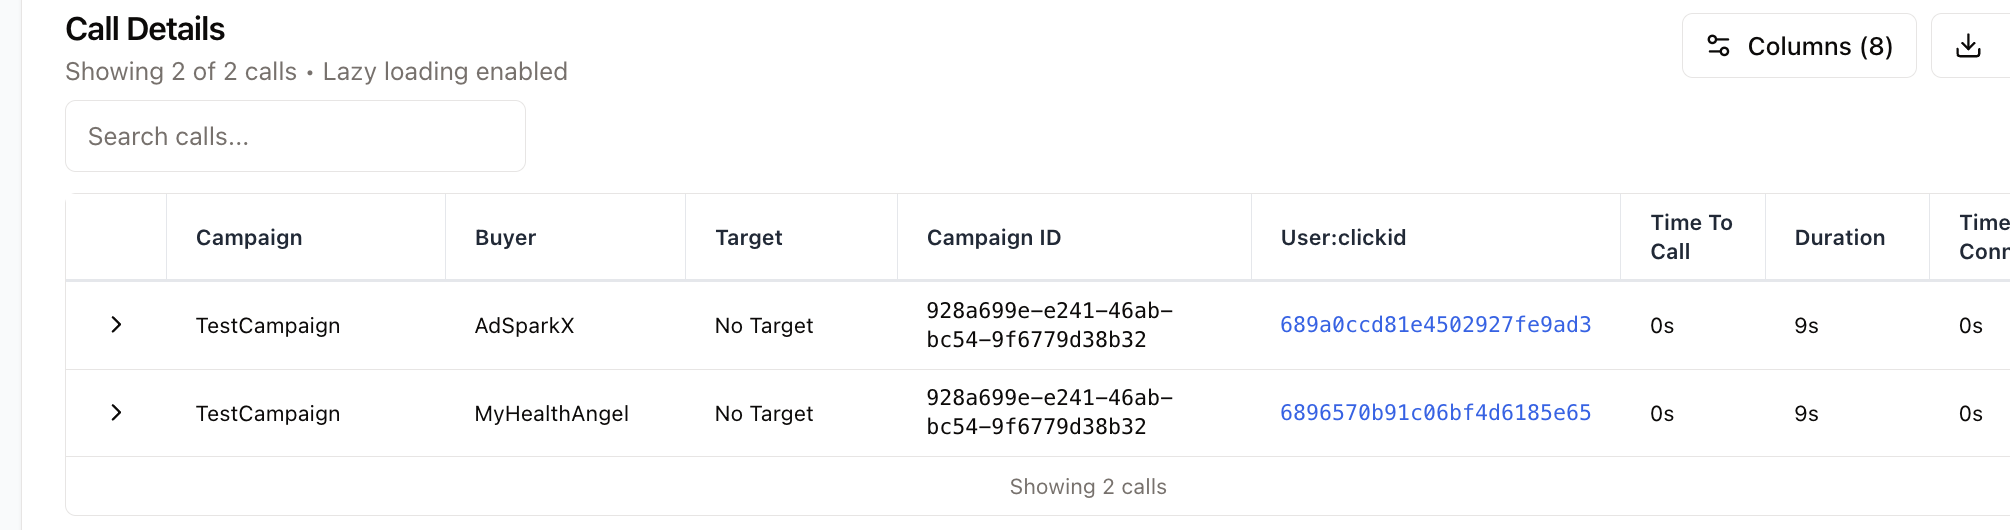 Call Details
Showing 2 of 2 calls • Lazy loading enabled
Columns (8)
Search calls...
Campaign Buyer Target Campaign ID User:clickid Time To Call Duration Time Conn
TestCampaign AdSparkX No Target 928a699e-e241-46ab-bc54-9f6779d38b32 689a0ccd81e4502927fe9ad3 0s 9s 0s
TestCampaign MyHealthAngel No Target 928a699e-e241-46ab-bc54-9f6779d38b32 6896570b91c06bf4d6185e65 0s 9s 0s
Showing 2 calls